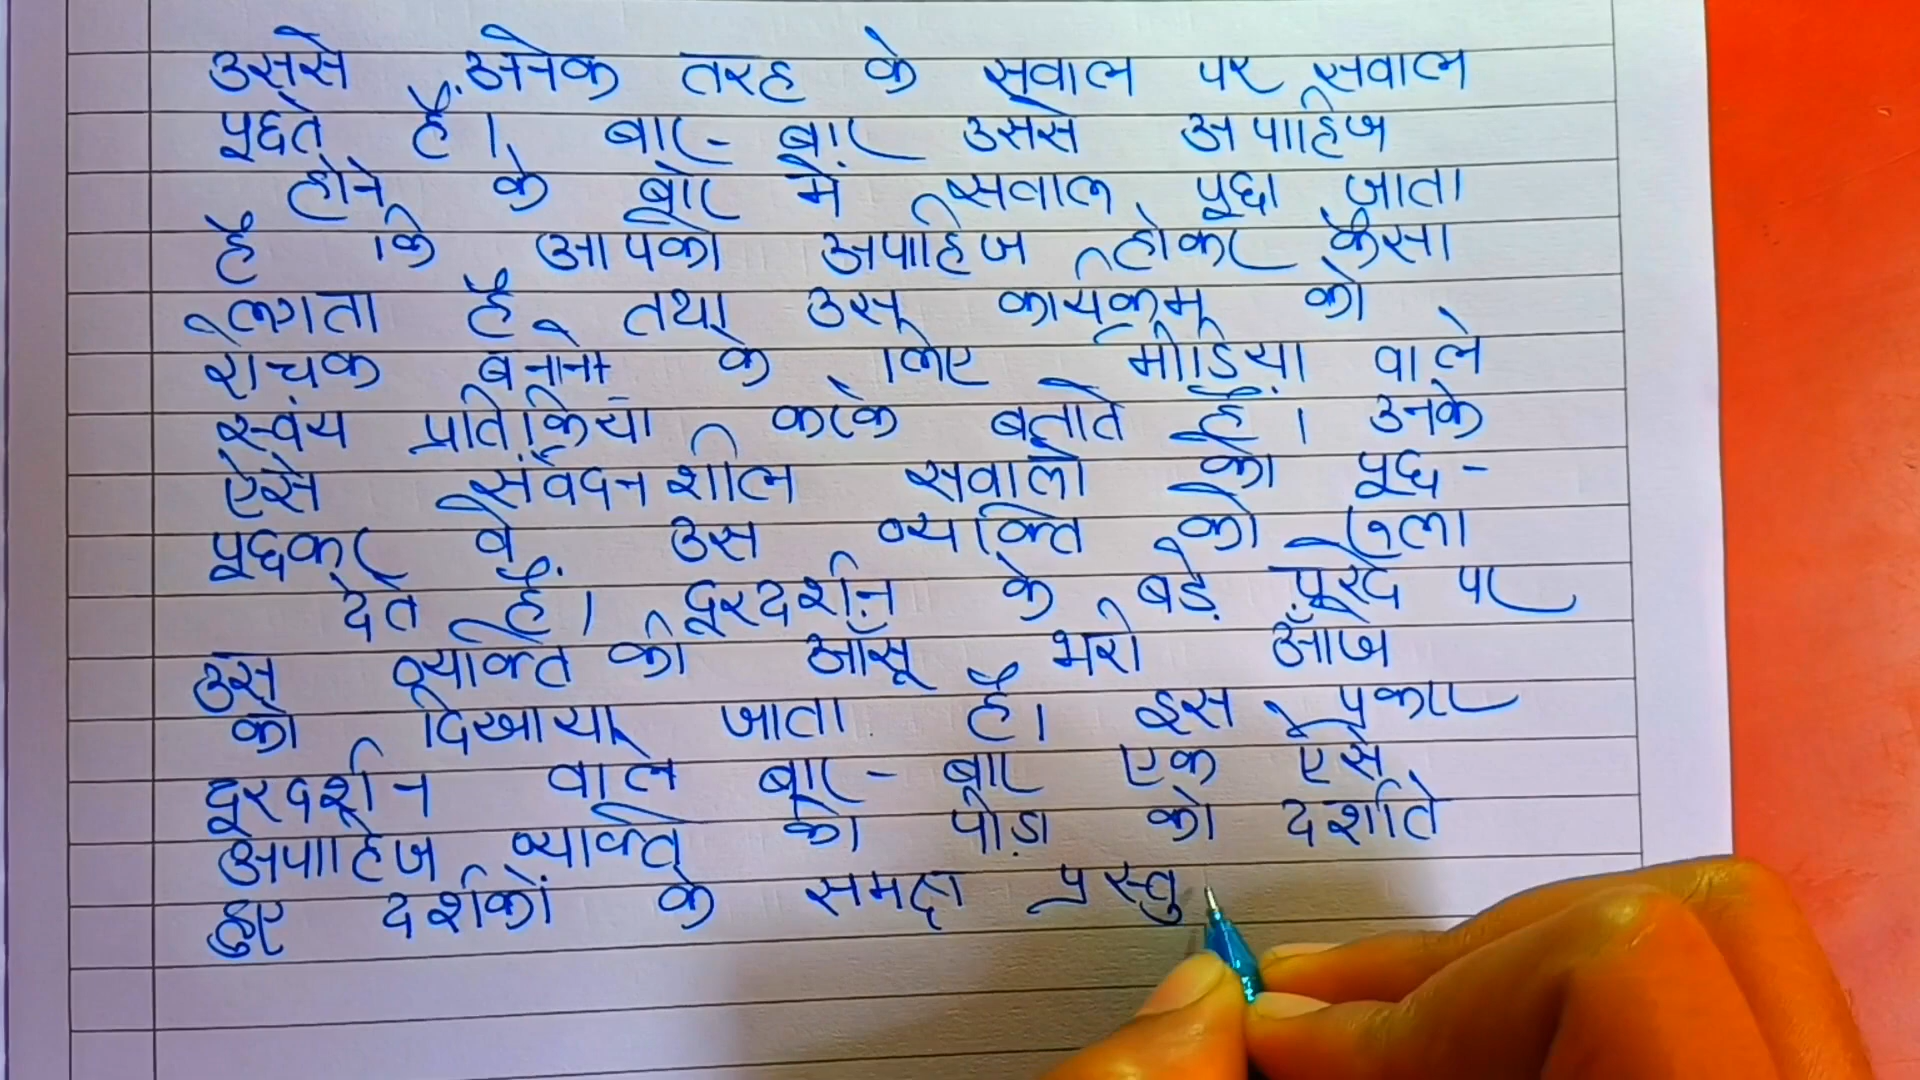 उससे अनेक तरह के सवाल पर सवाल
पूछते हैं। बार- बार उससे अपाहिज
होने के बारे में सवाल पूछा जाता
है कि आपको अपाहिज होकर कैसा
लगता है तथा उस कार्यक्रम को
रोचक बनाने के लिए मीडिया वाले
स्वंय प्रतिक्रिया करके बताते हैं। उनके
ऐसे संवेदनशील सवालों को पूछ-
पूछकर वे उस व्यक्ति को रूला
देते हैं। दूरदर्शन के बड़े पर
उस व्यक्ति की आँसू भरी आँख
को दिखाया जाता है। इस प्रकार
दूरदर्शन वाले बार- बार एक ऐसे
अपाहिज व्यक्ति की पीड़ा को दर्शाते
हुए दर्शकों के समक्ष प्रस्तु